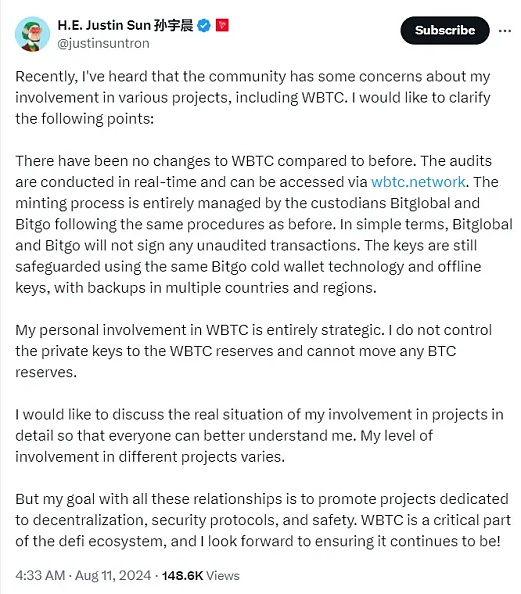 H.E. Justin Sun 孙宇晨
@justinsuntron
Subscribe
Recently, I've heard that the community has some concerns about my
involvement in various projects, including WBTC. I would like to clarify
the following points:
There have been no changes to WBTC compared to before. The audits
are conducted in real-time and can be accessed via wbtc.network. The
minting process is entirely managed by the custodians Bitglobal and
Bitgo following the same procedures as before. In simple terms, Bitglobal
and Bitgo will not sign any unaudited transactions. The keys are still
safeguarded using the same Bitgo cold wallet technology and offline
keys, with backups in multiple countries and regions.
My personal involvement in WBTC is entirely strategic. I do not control
the private keys to the WBTC reserves and cannot move any BTC
reserves.
I would like to discuss the real situation of my involvement in projects in
detail so that everyone can better understand me. My level of
involvement in different projects varies.
But my goal with all these relationships is to promote projects dedicated
to decentralization, security protocols, and safety. WBTC is a critical part
of the defi ecosystem, and I look forward to ensuring it continues to be!
4:33 AM · Aug 11, 2024 · 148.6K Views